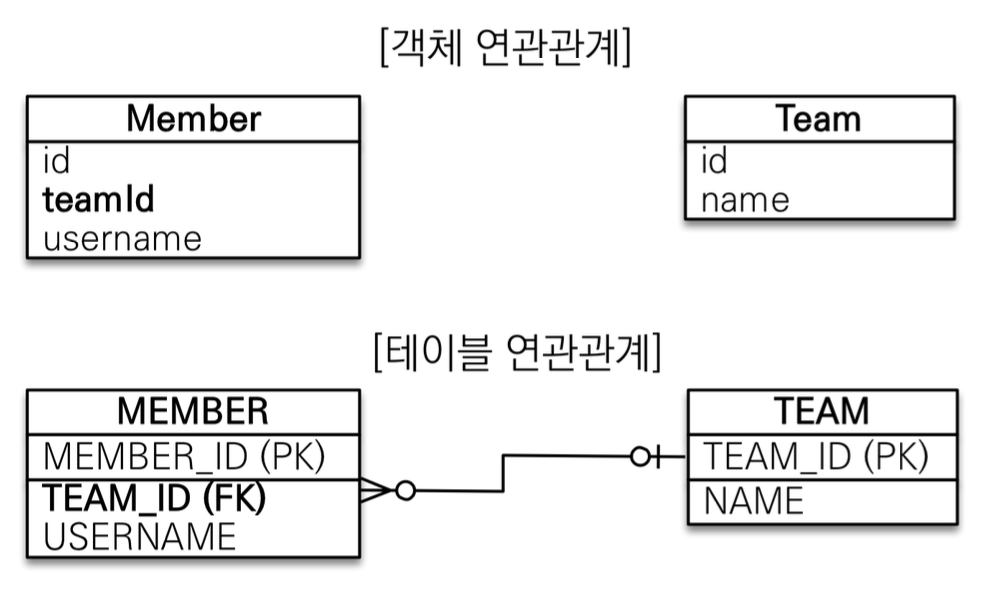 [객체 연관관계]
Member
id
teamId
username
Team
id
name
[테이블 연관관계]
MEMBER
MEMBER_ID (PK)
TEAM_ID (FK)
USERNAME
TEAM
TEAM_ID (PK)
NAME